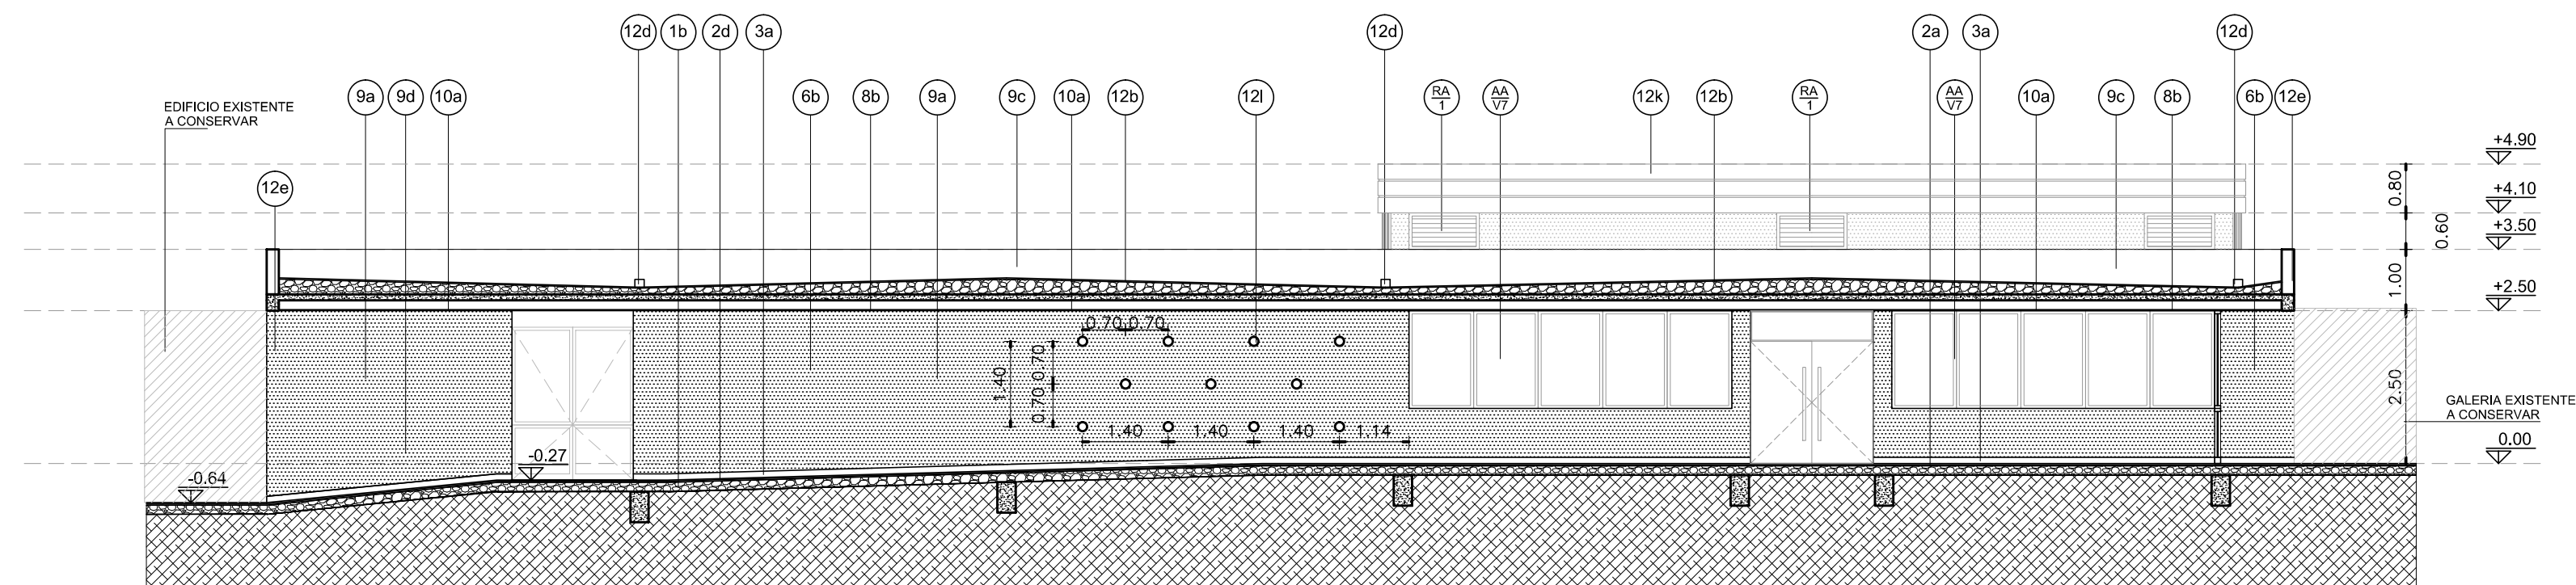 12d 1b 2d 3a 12d 2a 3a 12d
EDIFICIO EXISTENTE
A CONSERVAR
9a 9d 10a 6b 8b 9a 9c 10a 12b 12l RA 1 AA V7 12k 12b RA 1 AA V7 10a 9c 8b 6b 12e
+4.90
12e
0.80
+4.10
0.60
+3.50
1.00
+2.50
0.70 0.70
0.70
1.40
0.70
2.50
GALERIA EXISTENTE
A CONSERVAR
1.40 1.40 1.40 1.14
0.00
-0.27
-0.64